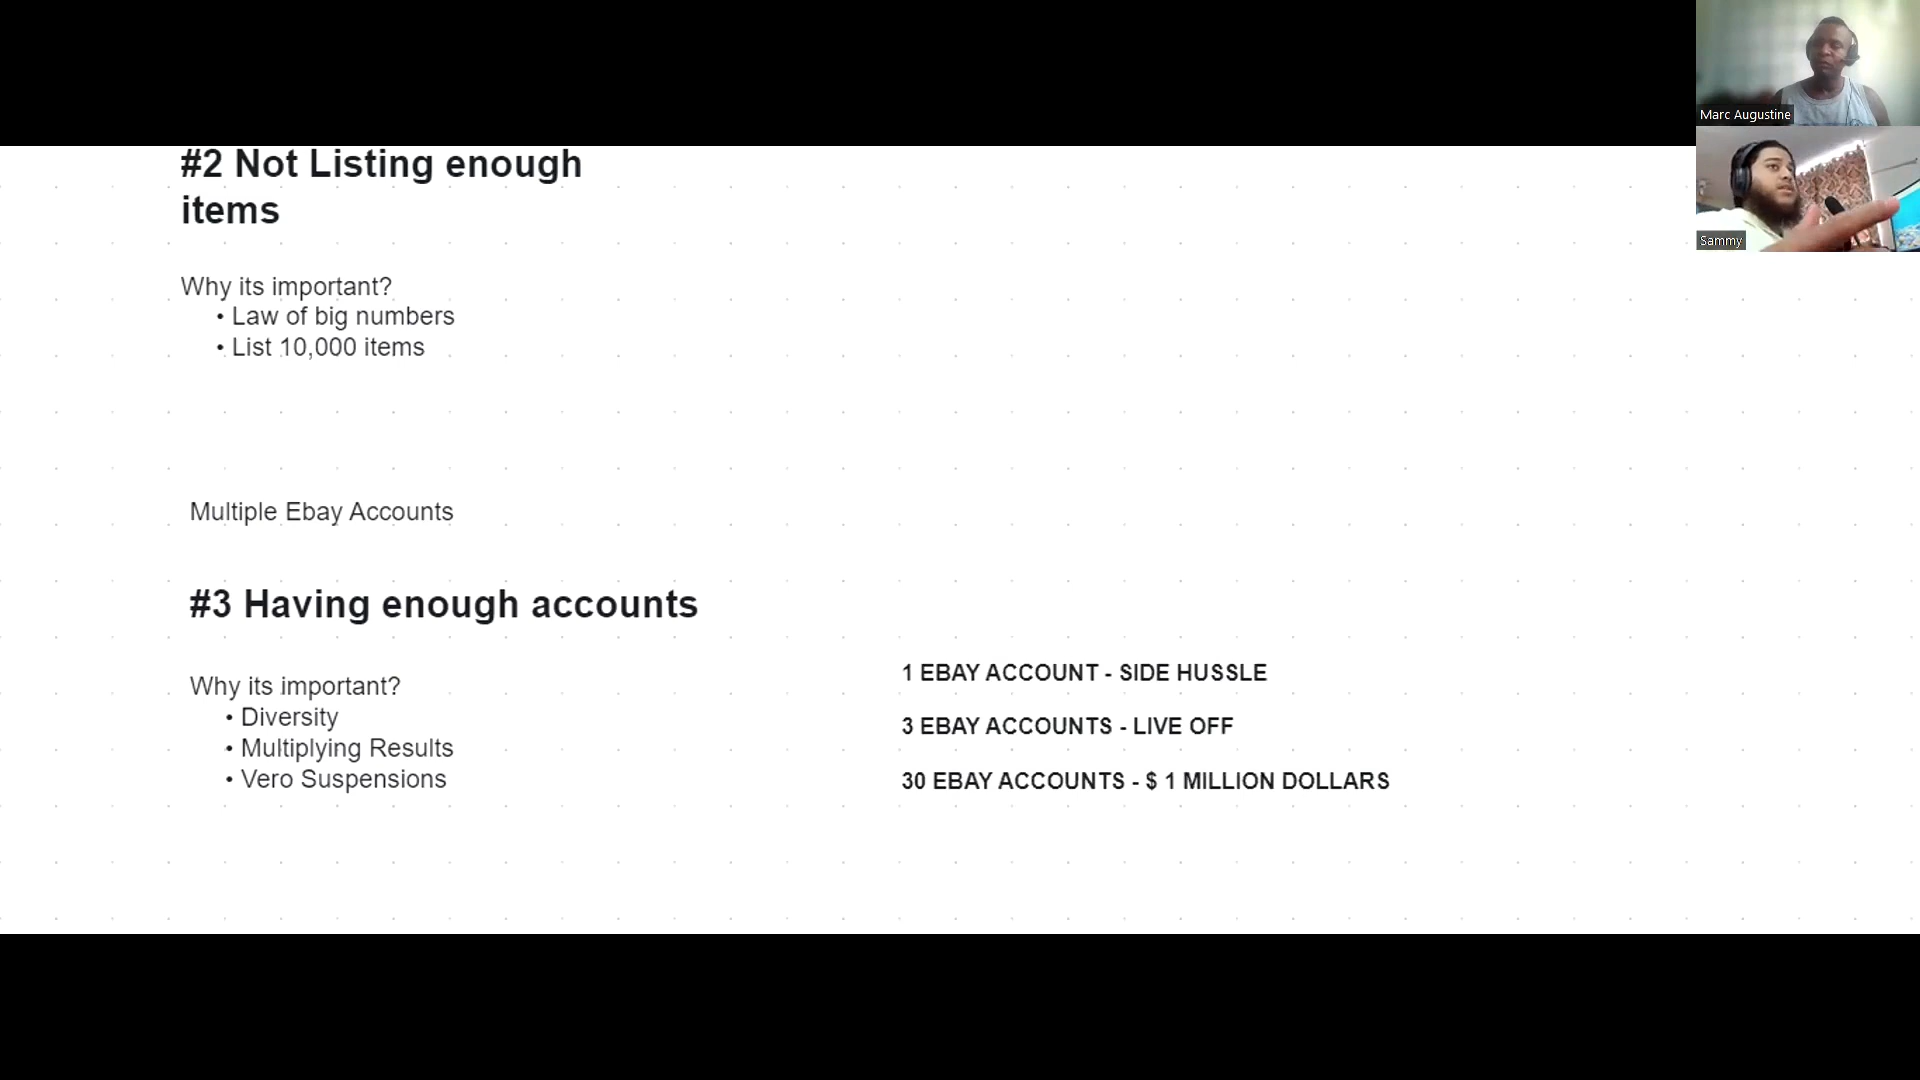 Marc Augustine
Sammy
#2 Not Listing enough
items
Why its important?
• Law of big numbers
• List 10,000 items
Multiple Ebay Accounts
#3 Having enough accounts
Why its important?
• Diversity
• Multiplying Results
• Vero Suspensions
1 EBAY ACCOUNT - SIDE HUSSLE
3 EBAY ACCOUNTS - LIVE OFF
30 EBAY ACCOUNTS - $ 1 MILLION DOLLARS